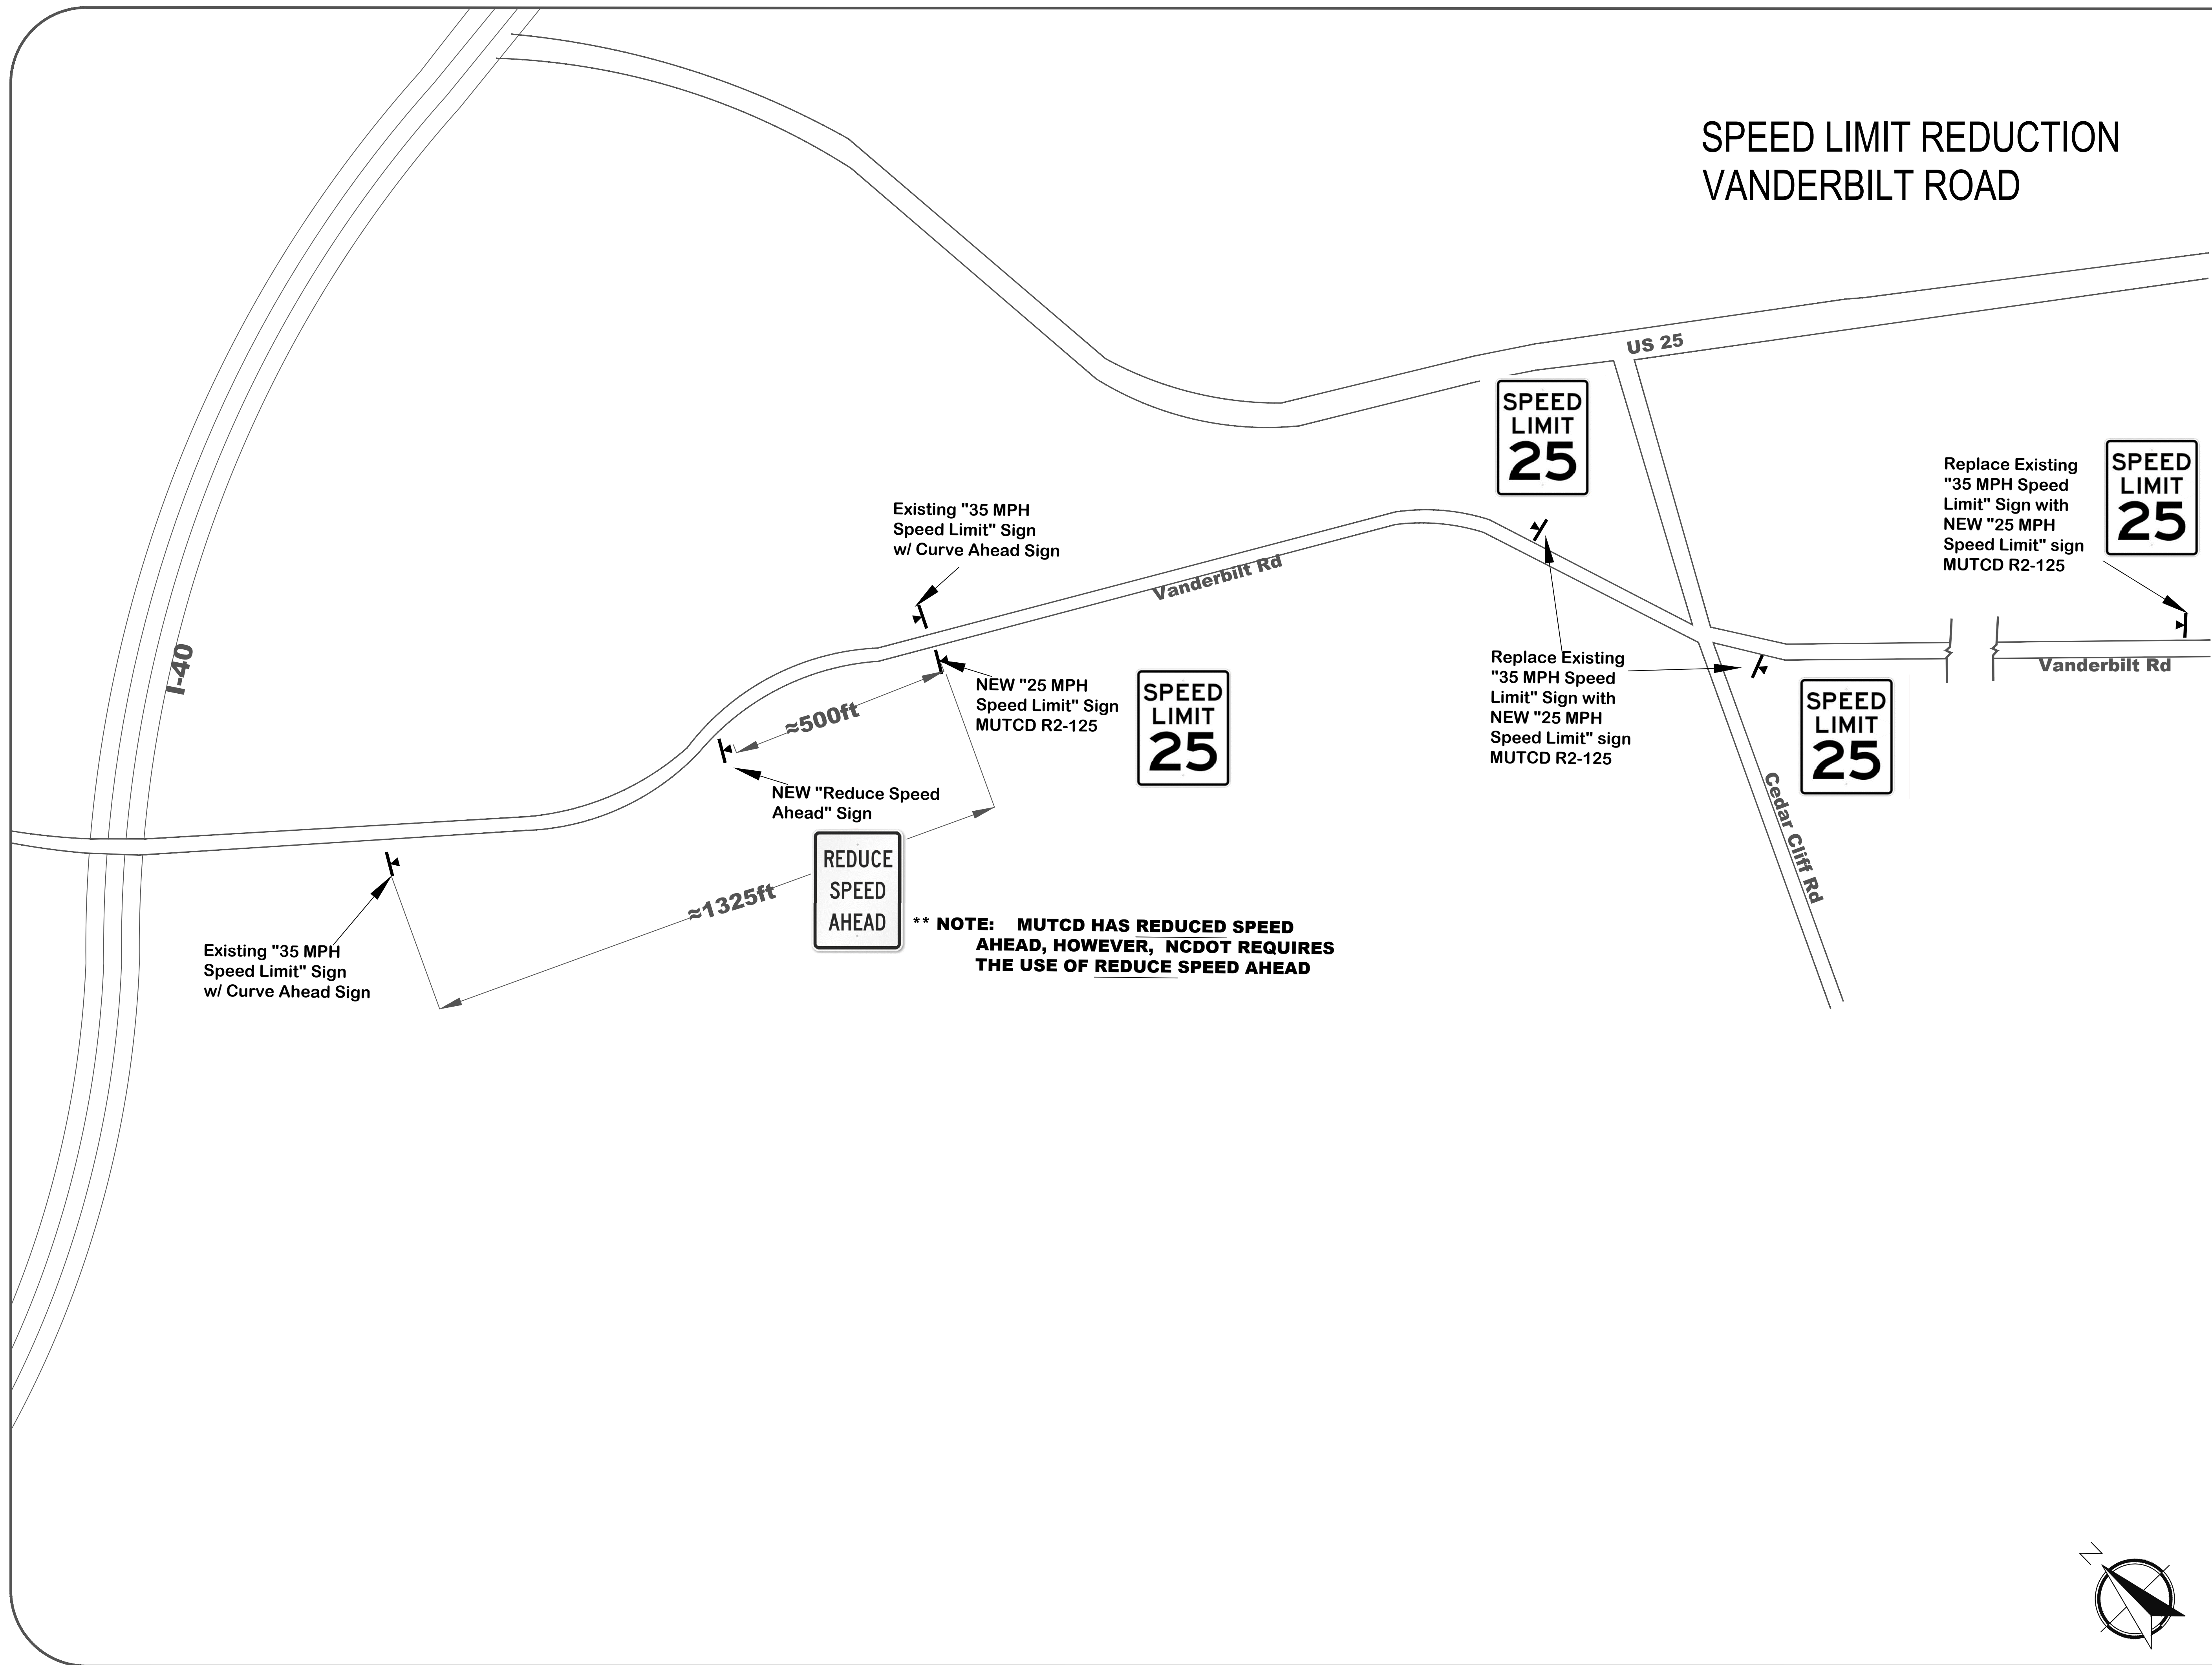 SPEED LIMIT REDUCTION
VANDERBILT ROAD
US 25
SPEED
LIMIT
25
Replace Existing
"35 MPH Speed
Limit" Sign with
NEW "25 MPH
Speed Limit" sign
MUTCD R2-125
SPEED
LIMIT
25
Existing "35 MPH
Speed Limit" Sign
w/ Curve Ahead Sign
Vanderbilt Rd
I-40
Replace Existing
"35 MPH Speed
Limit" Sign with
NEW "25 MPH
Speed Limit" sign
MUTCD R2-125
Vanderbilt Rd
NEW "25 MPH
Speed Limit" Sign
MUTCD R2-125
SPEED
LIMIT
25
SPEED
LIMIT
25
≈500ft
NEW "Reduce Speed
Ahead" Sign
Cedar Cliff Rd
REDUCE
SPEED
AHEAD
≈1325ft
** NOTE: MUTCD HAS REDUCED SPEED
AHEAD, HOWEVER, NCDOT REQUIRES
THE USE OF REDUCE SPEED AHEAD
Existing "35 MPH
Speed Limit" Sign
w/ Curve Ahead Sign
N